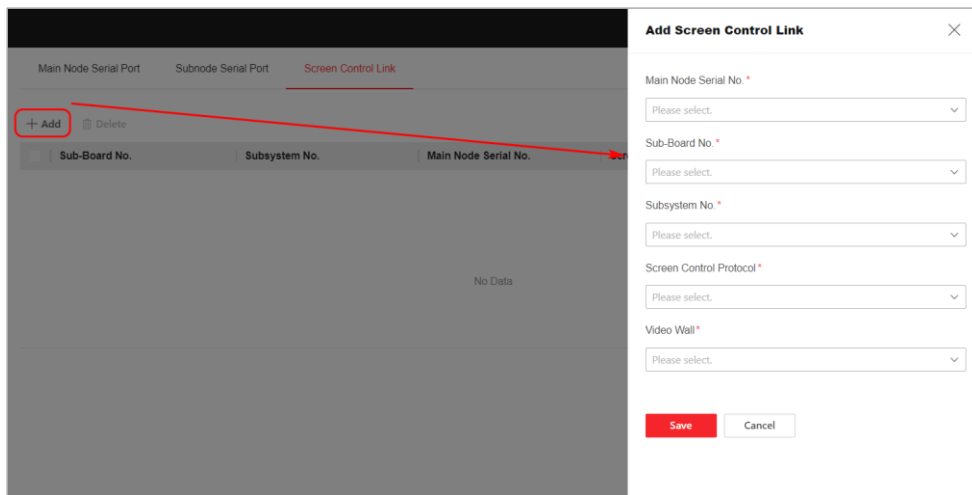 Add Screen Control Link
Main Node Serial Port Subnode Serial Port Screen Control Link
Main Node Serial No. *
Please select.
+ Add Delete
Sub-Board No. *
Sub-Board No. Subsystem No. Main Node Serial No.
Please select.
Subsystem No. *
Please select.
Screen Control Protocol *
No Data
Please select.
Video Wall *
Please select.
Save Cancel